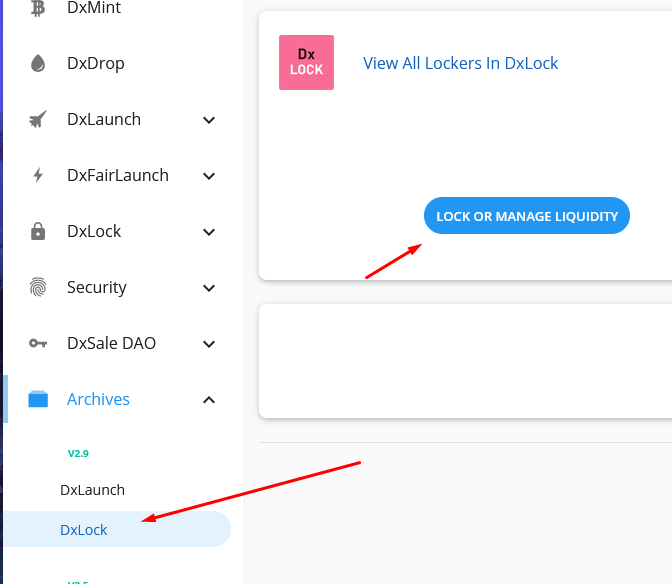 DxMint
DxDrop
DxLaunch
DxFairLaunch
DxLock
Security
DxSale DAO
Archives
V2.9
DxLaunch
DxLock
Dx
LOCK
View All Lockers In DxLock
LOCK OR MANAGE LIQUIDITY